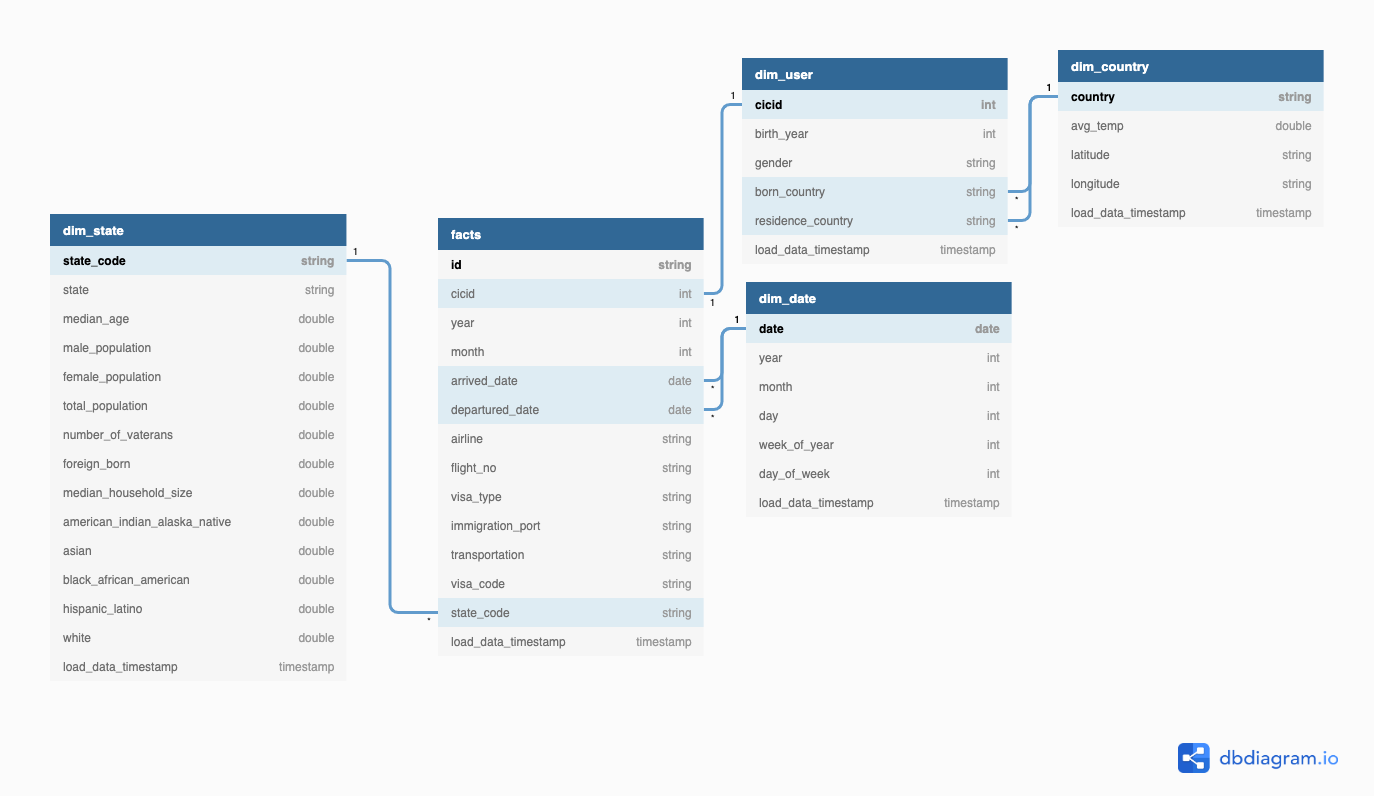 dim_state
state_code string
state string
median_age double
male_population double
female_population double
total_population double
number_of_vaterans double
foreign_born double
median_household_size double
american_indian_alaska_native double
asian double
black_african_american double
hispanic_latino double
white double
load_data_timestamp timestamp
1
*
facts
id string
cicid int
year int
month int
arrived_date date
departured_date date
airline string
flight_no string
visa_type string
immigration_port string
transportation string
visa_code string
state_code string
load_data_timestamp timestamp
1
1
1
*
*
dim_user
cicid int
birth_year int
gender string
born_country string
residence_country string
load_data_timestamp timestamp
1
*
*
dim_date
date date
year int
month int
day int
week_of_year int
day_of_week int
load_data_timestamp timestamp
dim_country
country string
avg_temp double
latitude string
longitude string
load_data_timestamp timestamp
dbdiagram.io